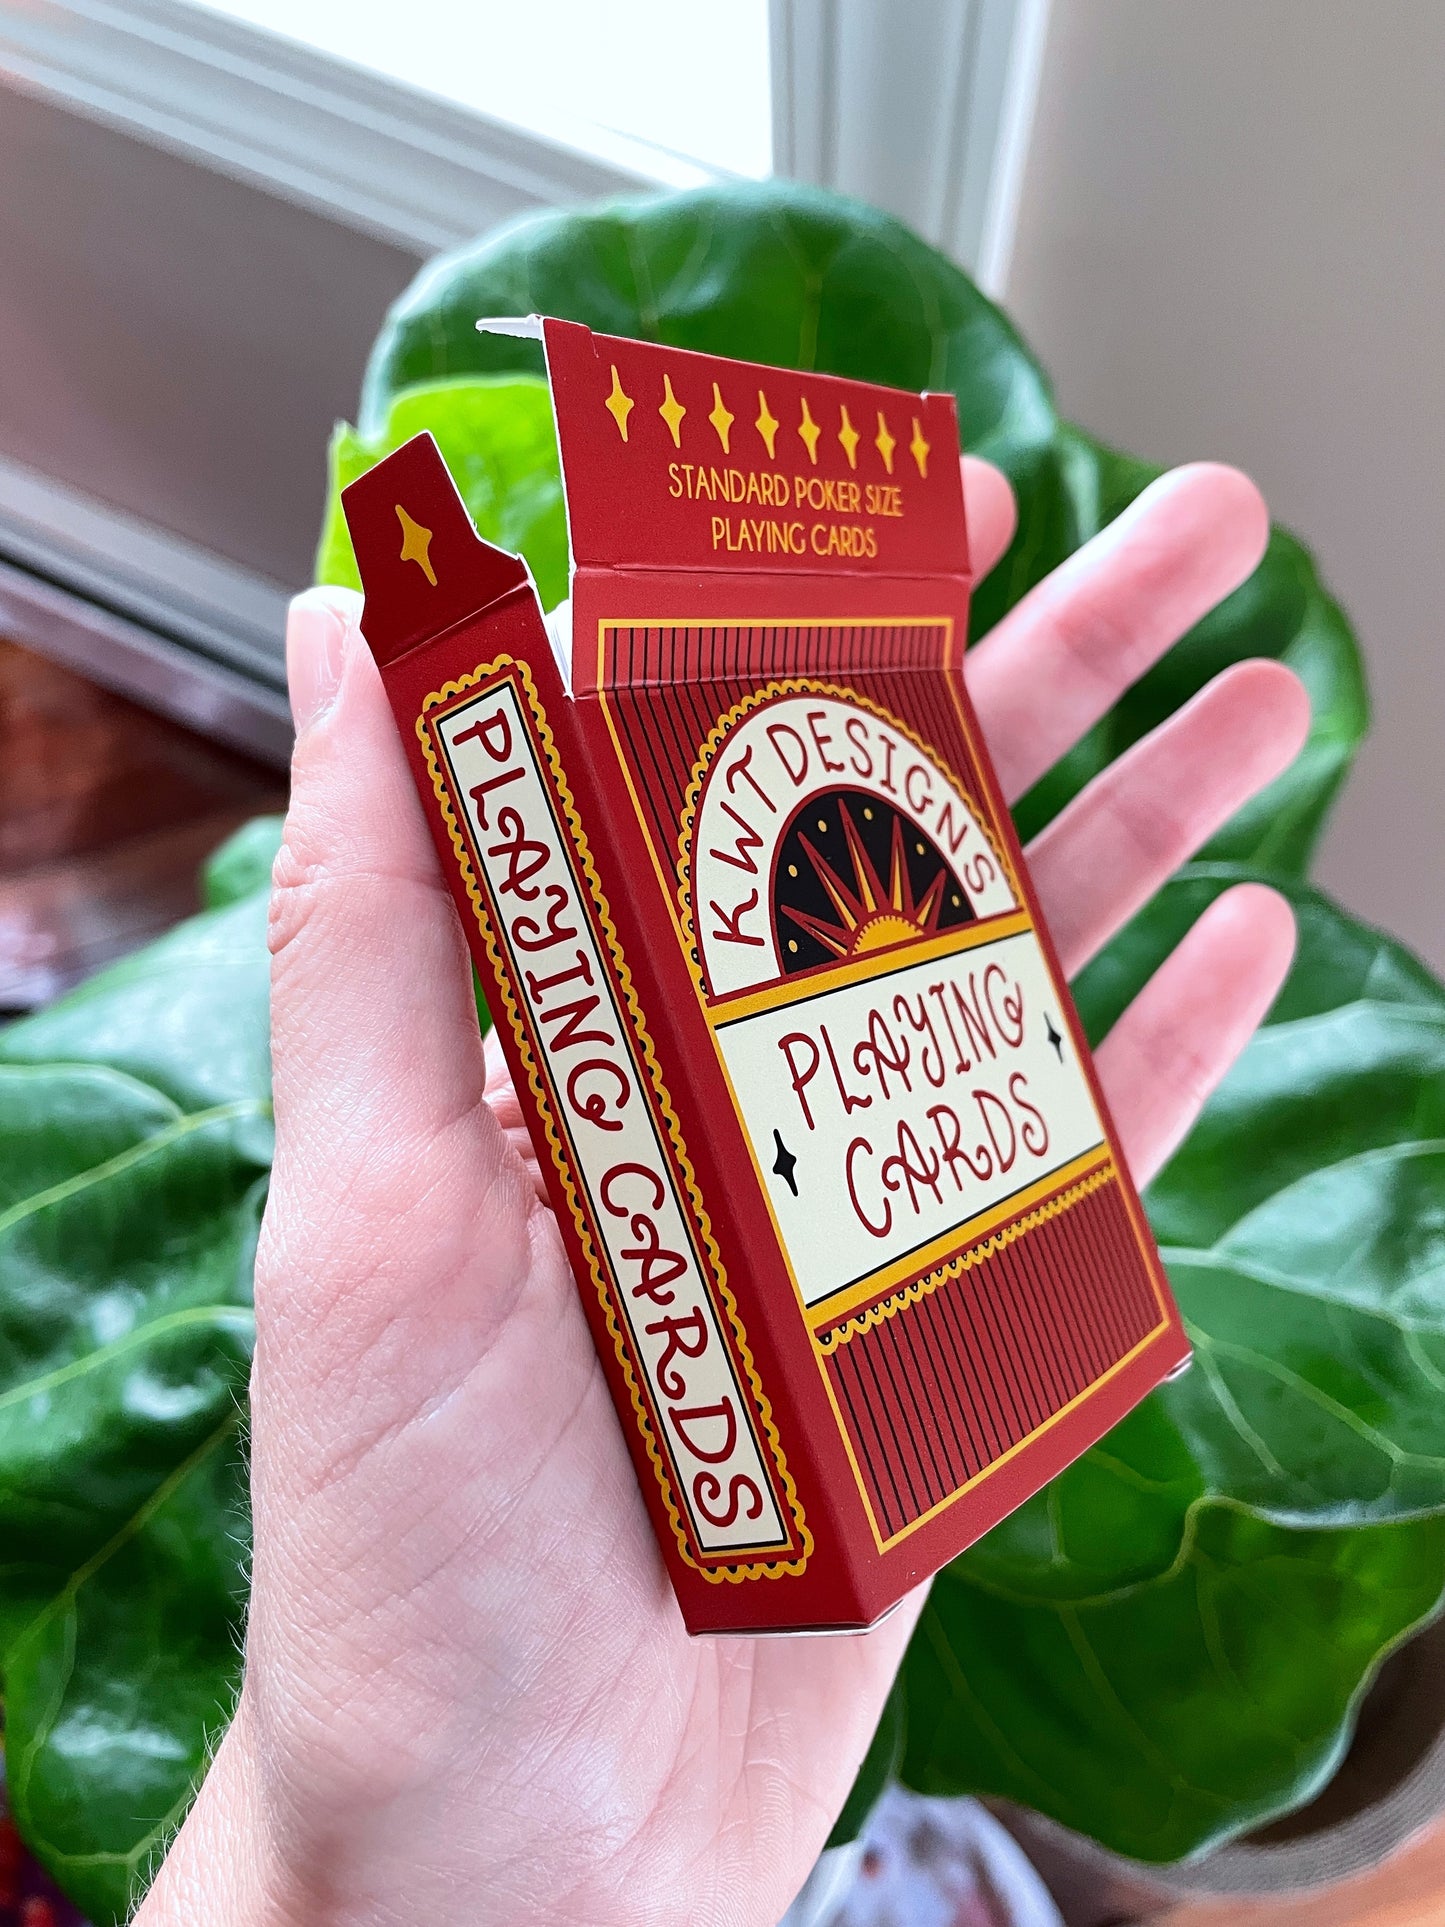 STANDARD POKER SIZE
PLAYING CARDS
KWT DESIGNS
PLAYING
CARDS
PLAYING CARDS